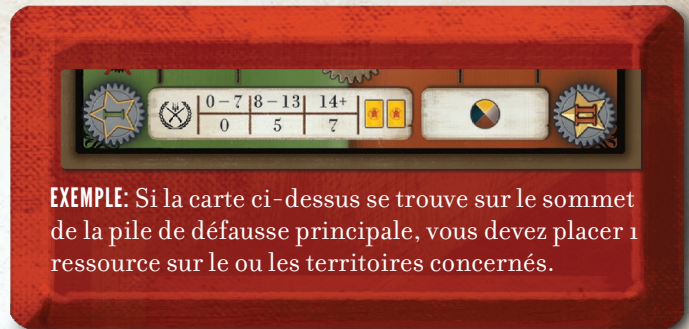 I 0–7 8–13 14+ II
0 5 7
EXEMPLE: Si la carte ci-dessus se trouve sur le sommet
de la pile de défausse principale, vous devez placer 1
ressource sur le ou les territoires concernés.